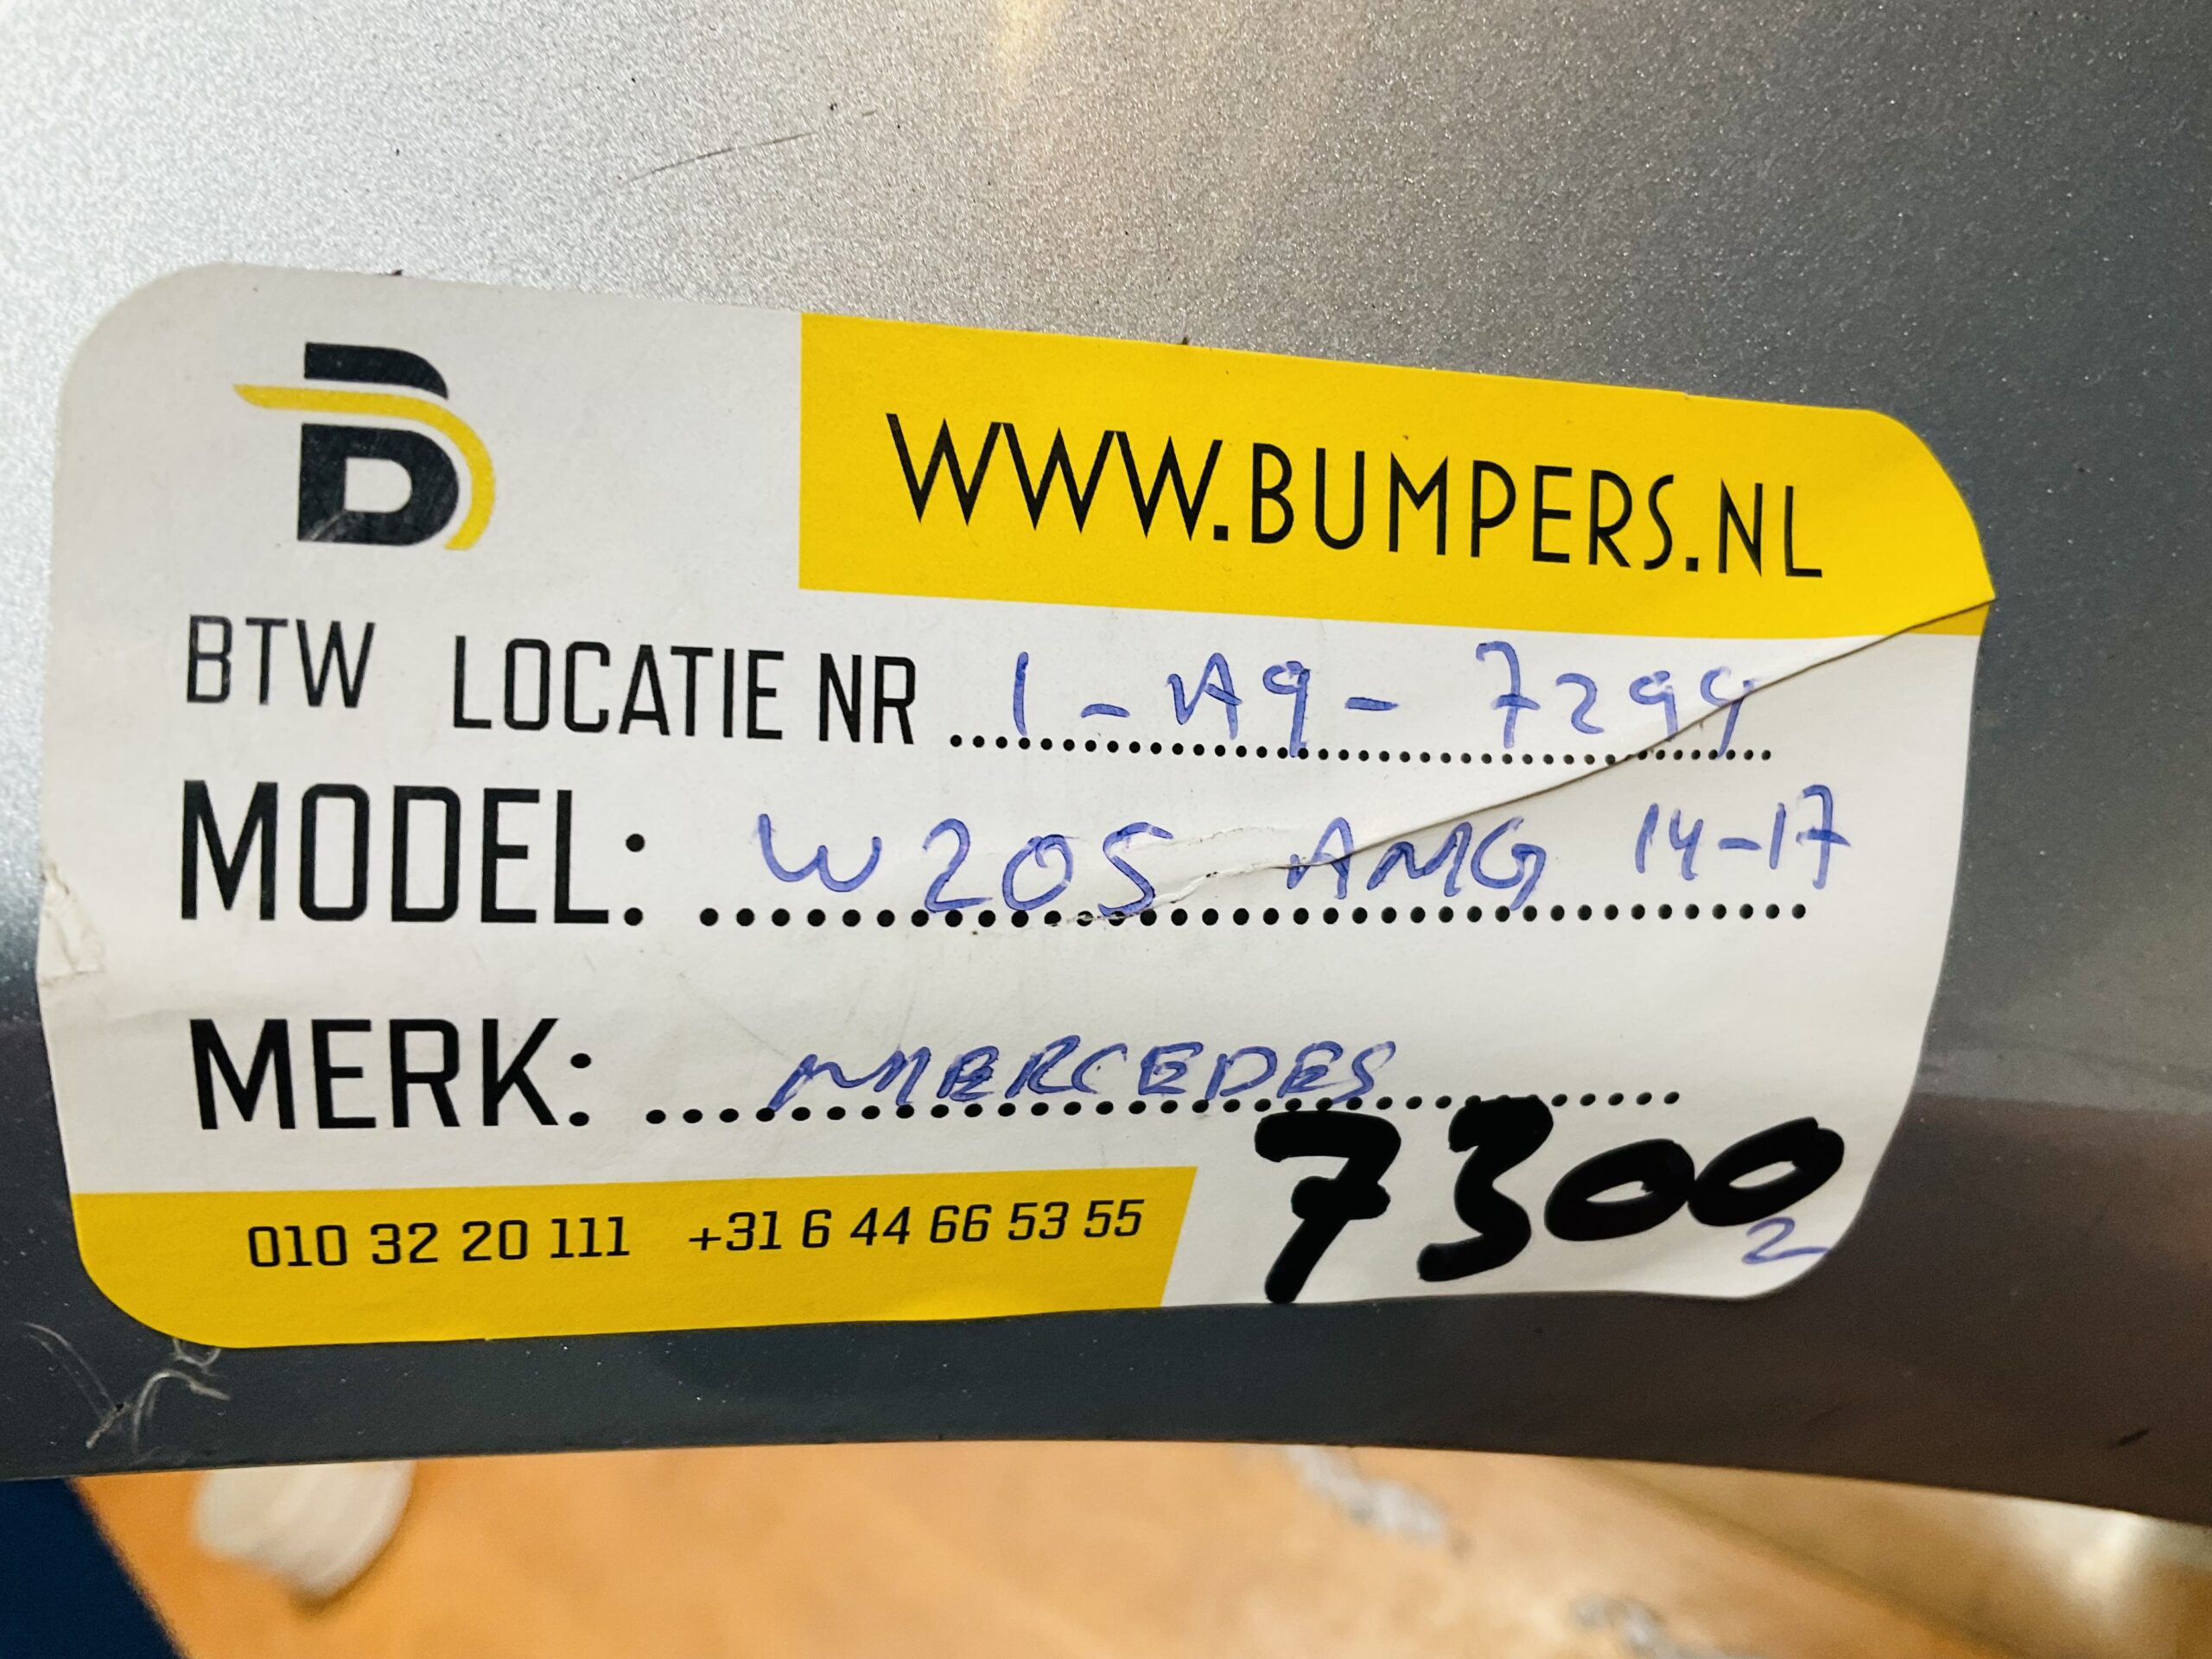 WWW.BUMPERS.NL
BTW LOCATIE NR 1-A9-7299
MODEL: W205 AMG 14-17
MERK: MERCEDES
7300
2
010 32 20 111 +31 6 44 66 53 55